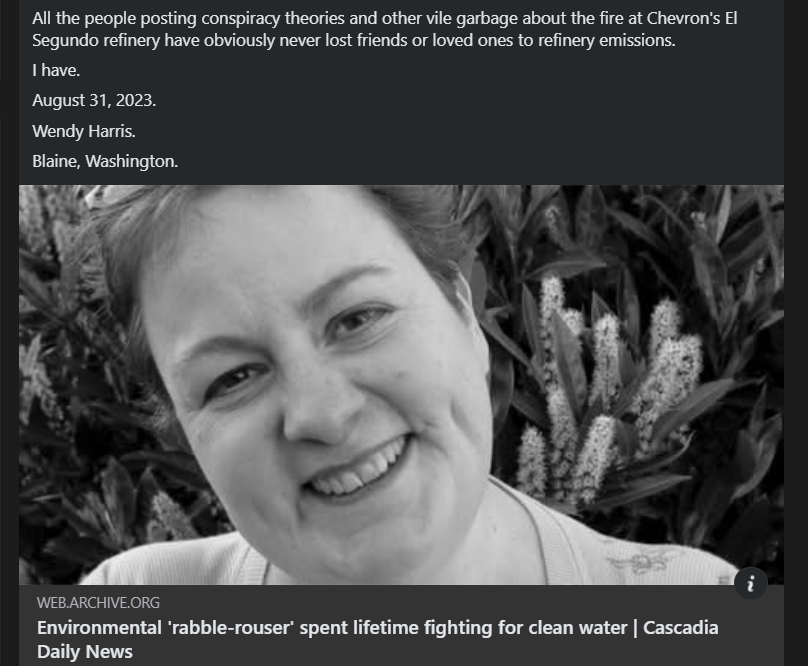 All the people posting conspiracy theories and other vile garbage about the fire at Chevron's El
Segundo refinery have obviously never lost friends or loved ones to refinery emissions.
I have.
August 31, 2023.
Wendy Harris.
Blaine, Washington.
i
WEB.ARCHIVE.ORG
Environmental 'rabble-rouser' spent lifetime fighting for clean water | Cascadia
Daily News